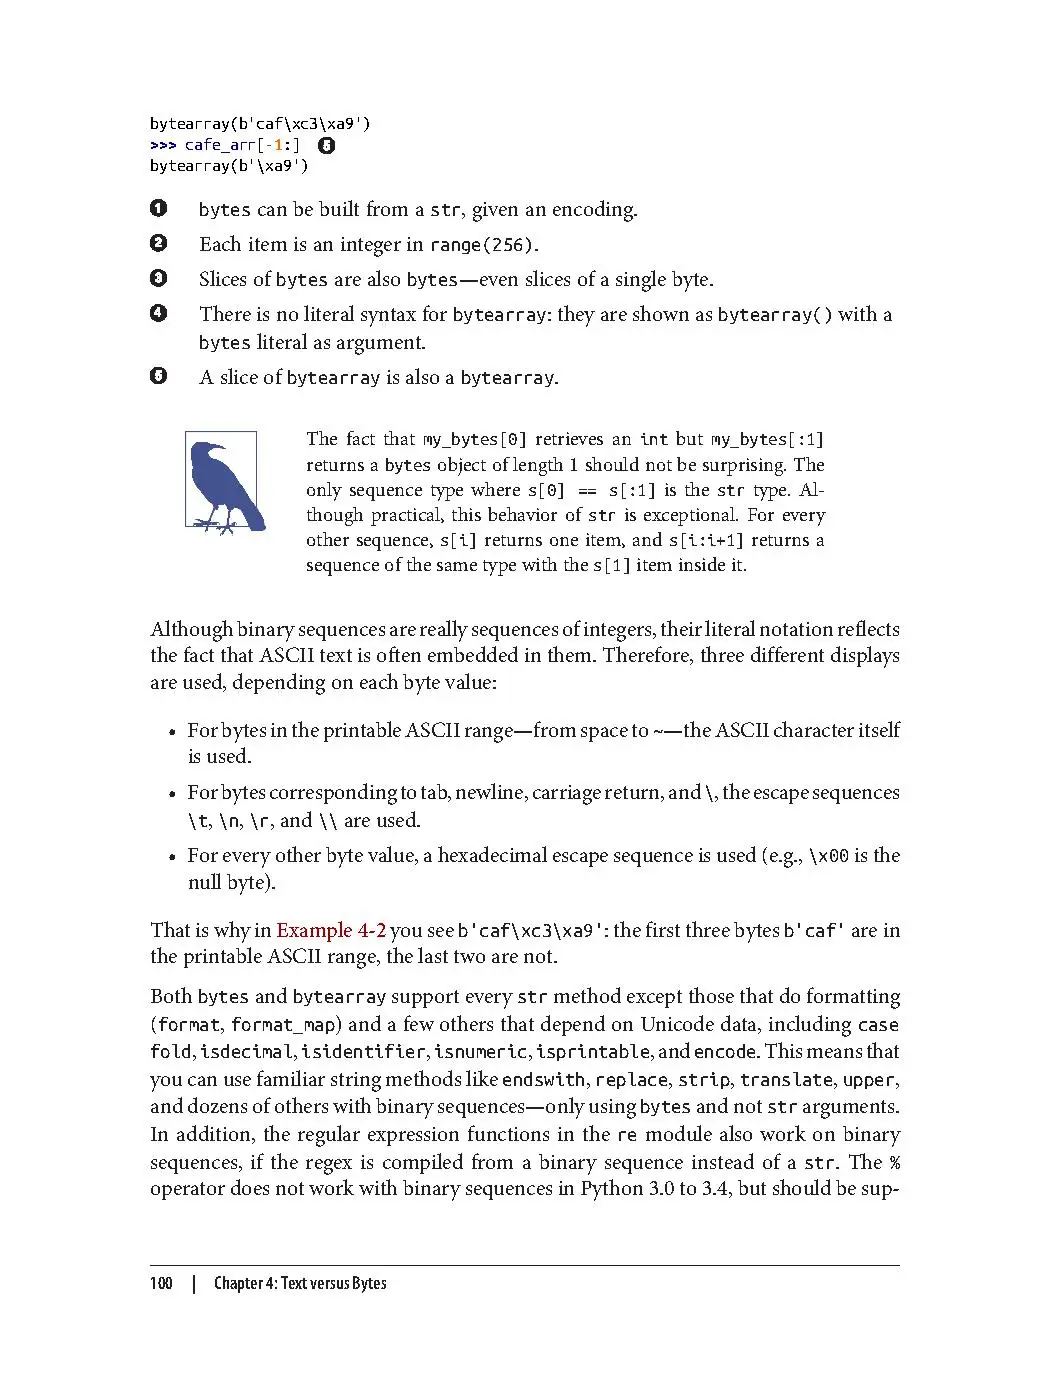 bytearray(b'caf\xc3\xa9')
>>> cafe_arr[-1:] ❺
bytearray(b'\xa9')
❶ bytes can be built from a str, given an encoding.
❷ Each item is an integer in range(256).
❸ Slices of bytes are also bytes—even slices of a single byte.
❹ There is no literal syntax for bytearray: they are shown as bytearray() with a
bytes literal as argument.
❺ A slice of bytearray is also a bytearray.
The fact that my_bytes[0] retrieves an int but my_bytes[:1]
returns a bytes object of length 1 should not be surprising. The
only sequence type where s[0] == s[:1] is the str type. Al-
though practical, this behavior of str is exceptional. For every
other sequence, s[i] returns one item, and s[i:i+1] returns a
sequence of the same type with the s[1] item inside it.
Although binary sequences are really sequences of integers, their literal notation reflects
the fact that ASCII text is often embedded in them. Therefore, three different displays
are used, depending on each byte value:
• For bytes in the printable ASCII range—from space to ~—the ASCII character itself
is used.
• For bytes corresponding to tab, newline, carriage return, and \, the escape sequences
\t, \n, \r, and \\ are used.
• For every other byte value, a hexadecimal escape sequence is used (e.g., \x00 is the
null byte).
That is why in Example 4-2 you see b'caf\xc3\xa9': the first three bytes b'caf' are in
the printable ASCII range, the last two are not.
Both bytes and bytearray support every str method except those that do formatting
(format, format_map) and a few others that depend on Unicode data, including case
fold, isdecimal, isidentifier, isnumeric, isprintable, and encode. This means that
you can use familiar string methods like endswith, replace, strip, translate, upper,
and dozens of others with binary sequences—only using bytes and not str arguments.
In addition, the regular expression functions in the re module also work on binary
sequences, if the regex is compiled from a binary sequence instead of a str. The %
operator does not work with binary sequences in Python 3.0 to 3.4, but should be sup-
100 | Chapter 4: Text versus Bytes